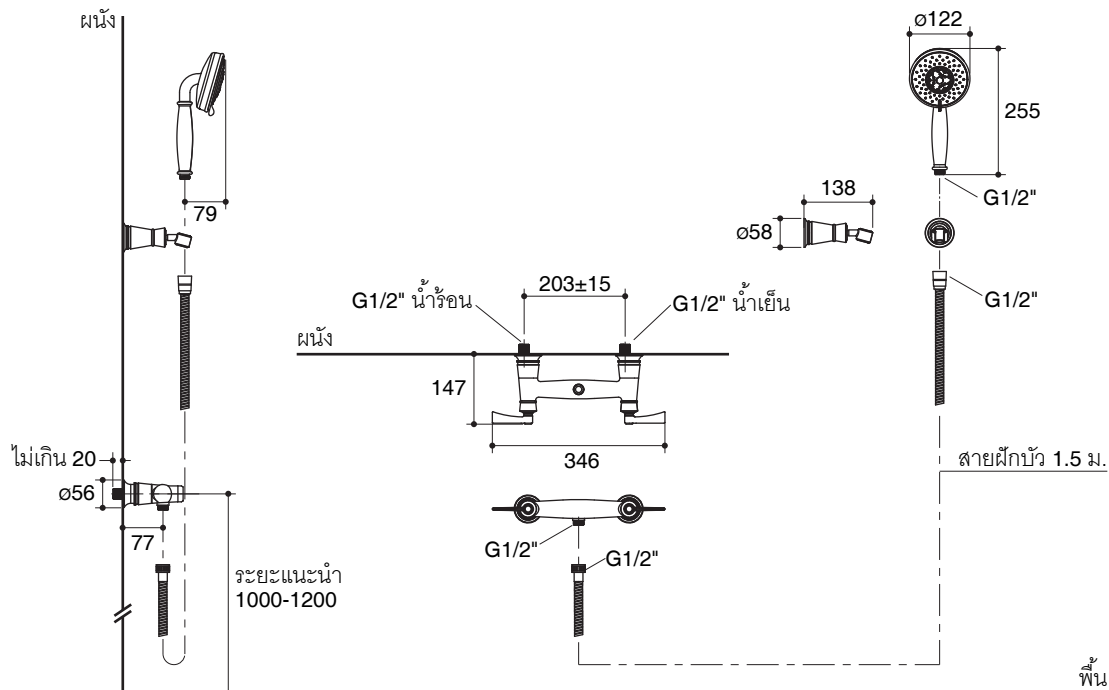 ผนัง
ø122
255
79
G1/2"
138
ø58
203±15
G1/2" น้ำร้อน
G1/2" น้ำเย็น
G1/2"
ผนัง
147
346
ไม่เกิน 20
สายฝักบัว 1.5 ม.
ø56
77
G1/2"
G1/2"
ระยะแนะนำ
1000-1200
พื้น